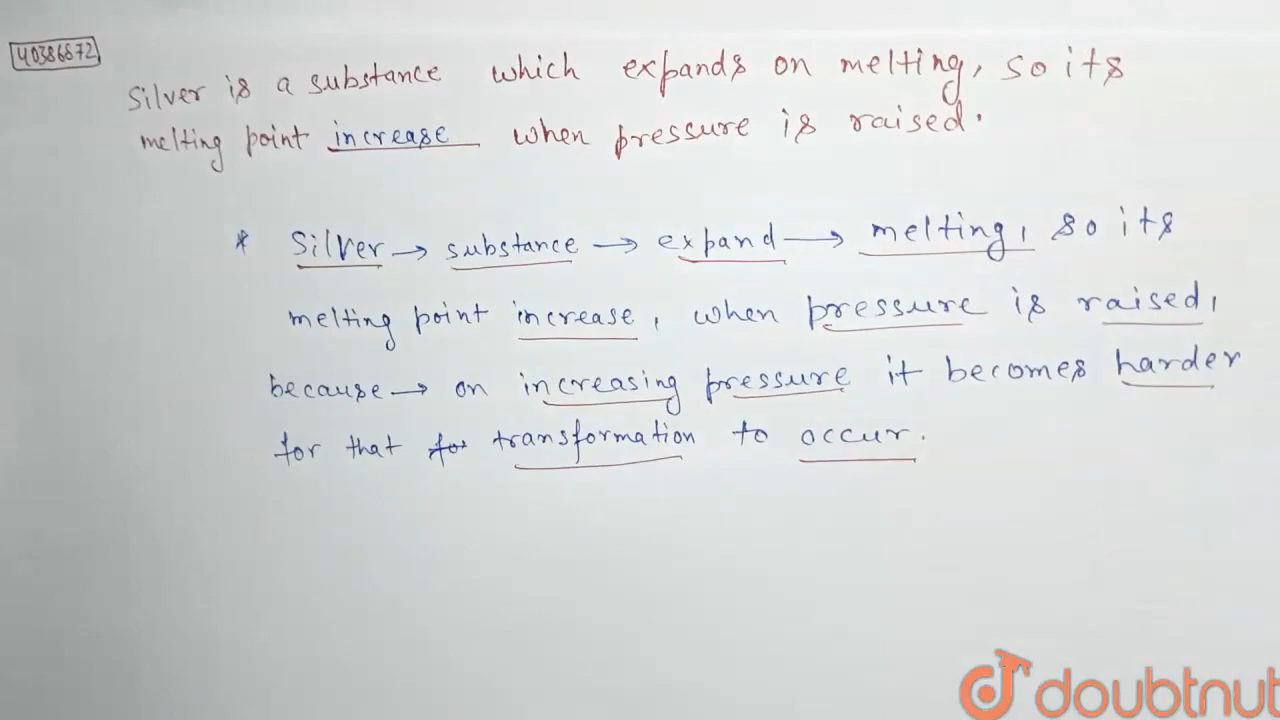 40386872
Silver is a substance which expands on melting, so its
melting point increase when pressure is raised.
* Silver → substance → expand → melting, so its
melting point increase, when pressure is raised,
because → on increasing pressure it becomes harder
for that for transformation to occur.
doubtnut